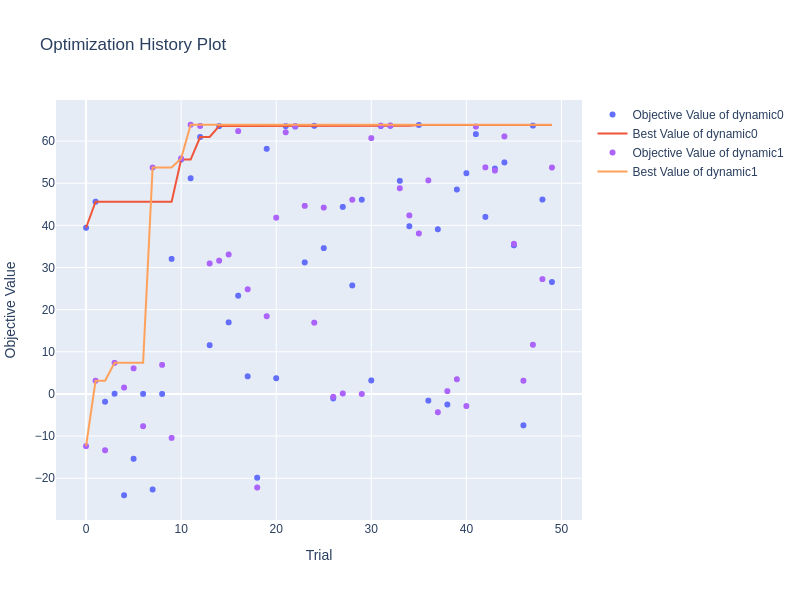 Optimization History Plot
Objective Value of dynamic0
Best Value of dynamic0
Objective Value of dynamic1
Best Value of dynamic1
Objective Value
60
50
40
30
20
10
0
−10
−20
0 10 20 30 40 50
Trial